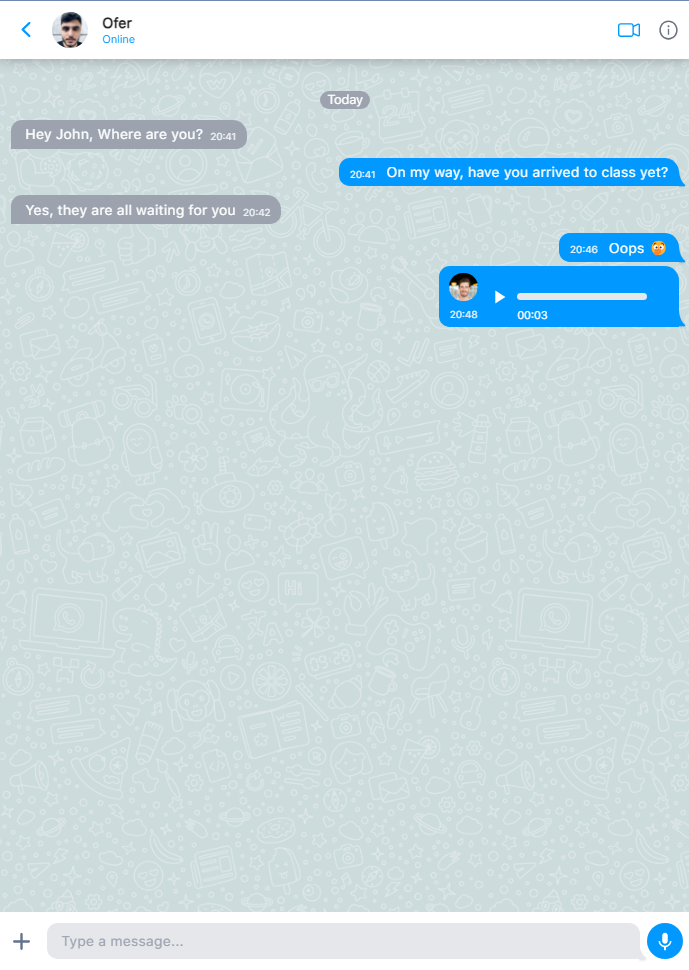 Ofer
Online
Today
Hey John, Where are you? 20:41
20:41 On my way, have you arrived to class yet?
Yes, they are all waiting for you 20:42
20:46 Oops 😳
20:48 00:03
Hi
Type a message...